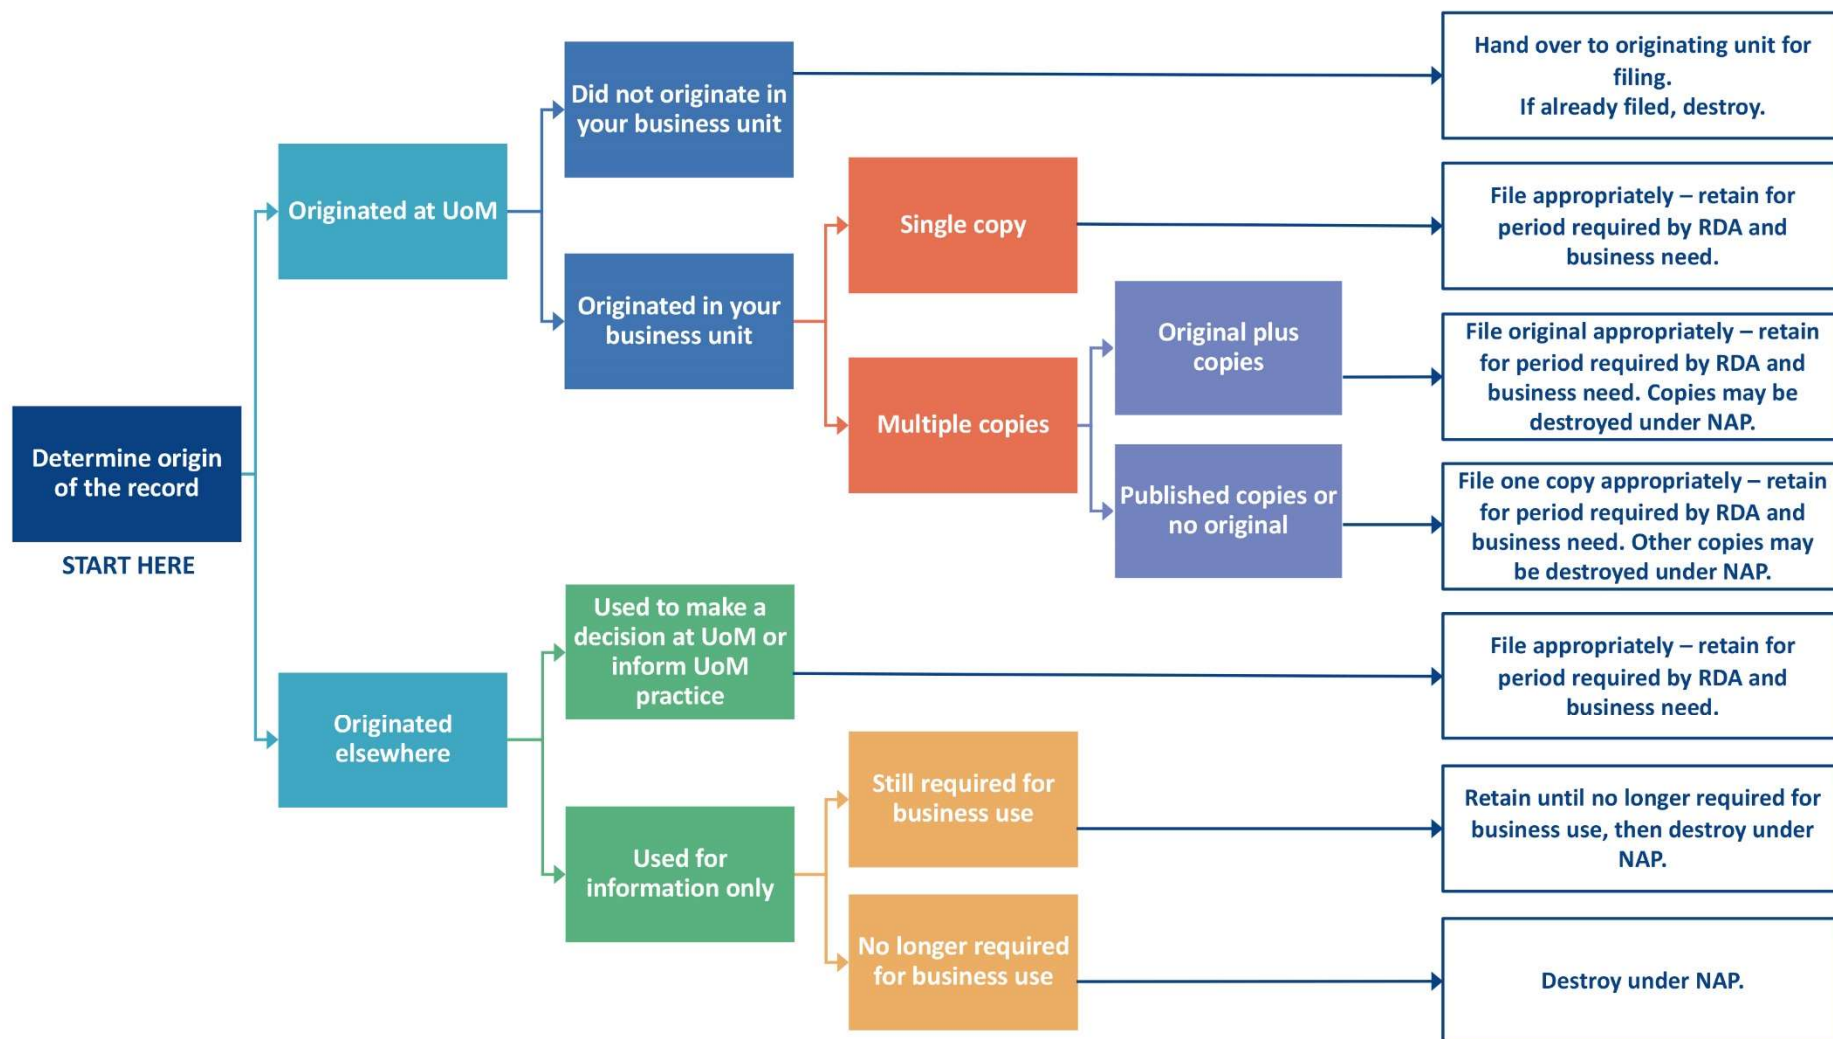 Determine origin
of the record
START HERE
Originated at UoM
Did not originate in
your business unit
Hand over to originating unit for
filing.
If already filed, destroy.
Originated in your
business unit
Single copy
File appropriately – retain for
period required by RDA and
business need.
Multiple copies
Original plus
copies
File original appropriately – retain
for period required by RDA and
business need. Copies may be
destroyed under NAP.
Published copies or
no original
File one copy appropriately – retain
for period required by RDA and
business need. Other copies may
be destroyed under NAP.
Originated
elsewhere
Used to make a
decision at UoM or
inform UoM
practice
File appropriately – retain for
period required by RDA and
business need.
Used for
information only
Still required for
business use
Retain until no longer required for
business use, then destroy under
NAP.
No longer required
for business use
Destroy under NAP.